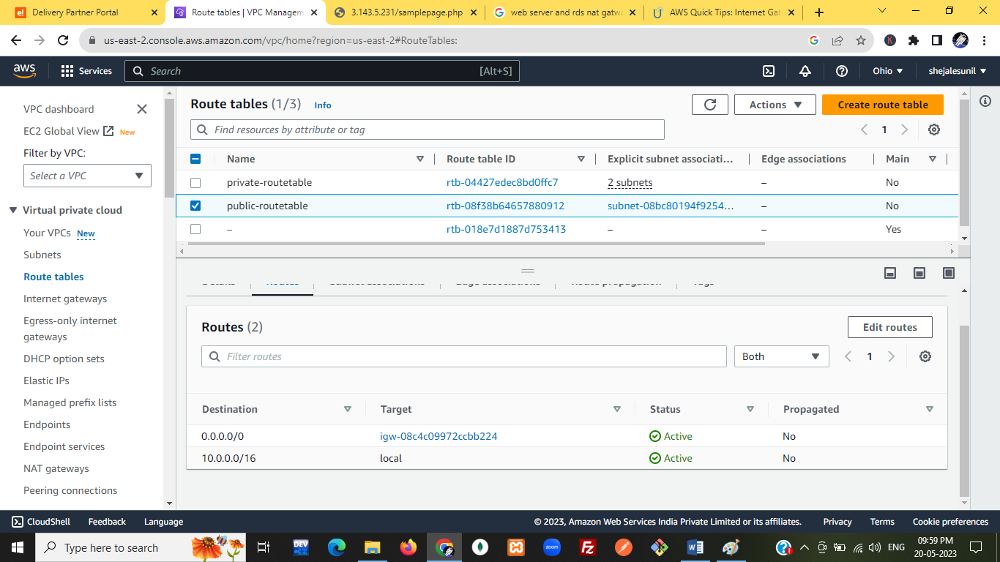 Delivery Partner Portal
Route tables | VPC Managem
3.143.5.231/samplepage.php
web server and rds nat gatwa
AWS Quick Tips: Internet Gat
us-east-2.console.aws.amazon.com/vpc/home?region=us-east-2#RouteTables:
aws
Services
Search
[Alt+S]
Ohio
shejalesunil
VPC dashboard
EC2 Global View New
Filter by VPC:
Select a VPC
Virtual private cloud
Your VPCs New
Subnets
Route tables
Internet gateways
Egress-only internet
gateways
DHCP option sets
Elastic IPs
Managed prefix lists
Endpoints
Endpoint services
NAT gateways
Peering connections
Route tables (1/3) Info
Actions
Create route table
Find resources by attribute or tag
1
Name Route table ID Explicit subnet associati... Edge associations Main
private-routetable rtb-04427edec8bd0ffc7 2 subnets – No
public-routetable rtb-08f38b64657880912 subnet-08bc80194f9254... – No
– rtb-018e7d1887d753413 – – Yes
Details Routes Subnet associations Edge associations Route propagation Tags
Routes (2)
Edit routes
Filter routes
Both
1
Destination Target Status Propagated
0.0.0.0/0 igw-08c4c09972ccbb224 Active No
10.0.0.0/16 local Active No
CloudShell Feedback Language
© 2023, Amazon Web Services India Private Limited or its affiliates.
Privacy Terms Cookie preferences
Type here to search
DEV
zoom
ENG
09:59 PM
20-05-2023